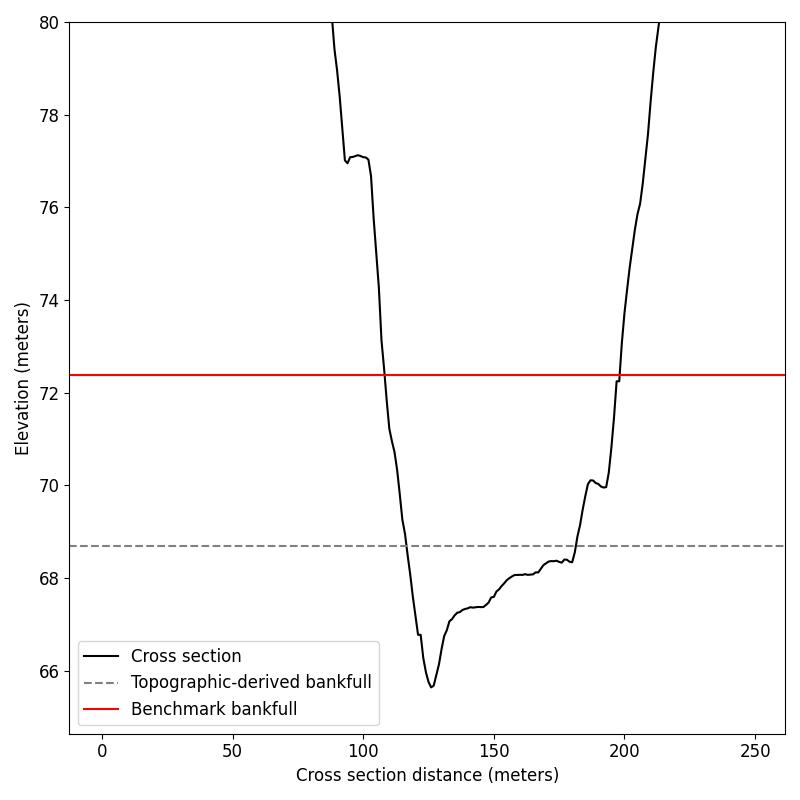 80
78
76
74
72
70
68
66
Elevation (meters)
Cross section
Topographic-derived bankfull
Benchmark bankfull
0
50
100
150
200
250
Cross section distance (meters)